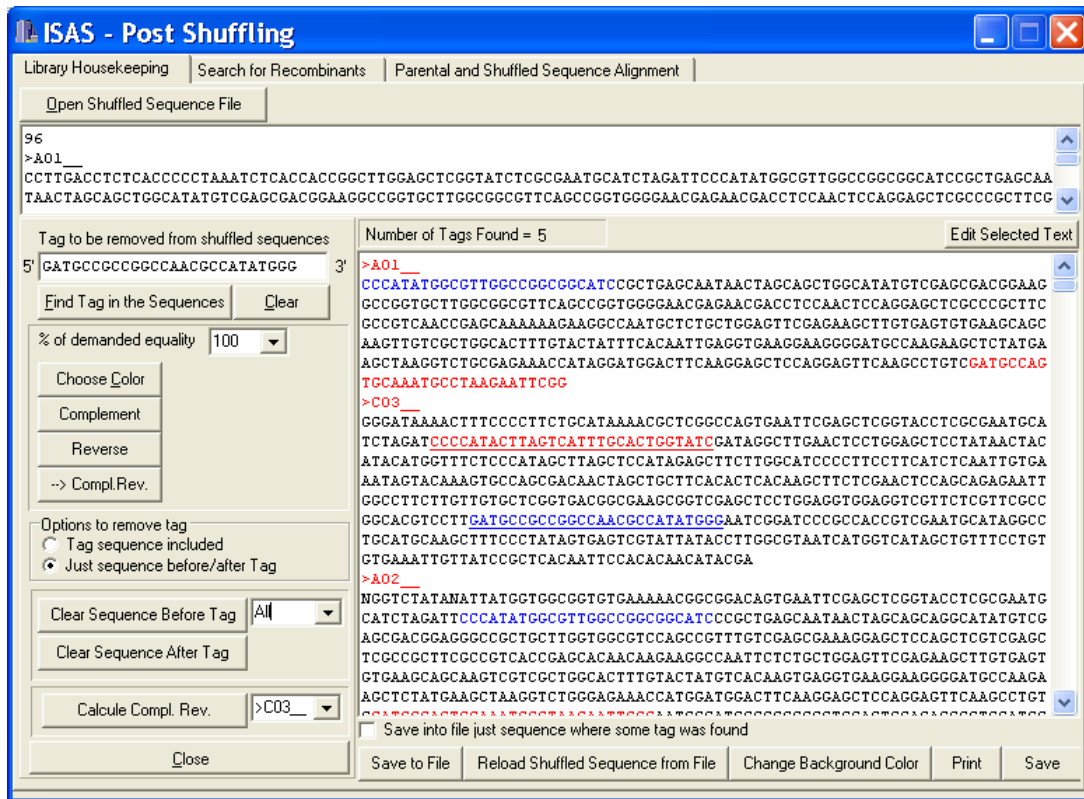 ISAS - Post Shuffling
Library Housekeeping
Search for Recombinants
Parental and Shuffled Sequence Alignment
Open Shuffled Sequence File
96
>A01__
CCTTGACCTCTCACCCCCTAAATCTCACCACCGGCTTGGAGCTCGGTATCTCGCGAATGCATCTAGATTCCCATATGGCGTTGGCCGGCGGCATCCGCTGAGCAA
TAACTAGCAGCTGGCATATGTCGAGCGACGGAAGGCCGGTGCTTGGCGGCGTTCAGCCGGTGGGGAACGAGAACGACCTCCAACTCCAGGAGCTCGCCCGCTTCG
Tag to be removed from shuffled sequences
5' GATGCCGCCGGCCAACGCCATATGGG 3'
Find Tag in the Sequences
Clear
% of demanded equality
100
Choose Color
Complement
Reverse
--> Compl.Rev.
Options to remove tag
Tag sequence included
Just sequence before/after Tag
Clear Sequence Before Tag
All
Clear Sequence After Tag
Calcule Compl. Rev.
>C03__
Close
Number of Tags Found = 5
Edit Selected Text
>A01__
CCCATATGGCGTTGGCCGGCGGCATCCGCTGAGCAATAACTAGCAGCTGGCATATGTCGAGCGACGGAAG
GCCGGTGCTTGGCGGCGTTCAGCCGGTGGGGAACGAGAACGACCTCCAACTCCAGGAGCTCGCCCGCTTC
GCCGTCAACCGAGCAAAAAAGAAGGCCAATGCTCTGCTGGAGTTCGAGAAGCTTGTGAGTGTGAAGCAGC
AAGTTGTCGCTGGCACTTTGTACTATTTCACAATTGAGGTGAAGGAAGGGGATGCCAAGAAGCTCTATGA
AGCTAAGGTCTGCGAGAAACCATAGGATGGACTTCAAGGAGCTCCAGGAGTTCAAGCCTGTCGATGCCAG
TGCAAATGCCTAAGAATTCGG
>C03__
GGGATAAAACTTTCCCCTTCTGCATAAAACGCTCGGCCAGTGAATTCGAGCTCGGTACCTCGCGAATGCA
TCTAGATCCCCATACTTAGTCATTTGCACTGGTATCGATAGGCTTGAACTCCTGGAGCTCCTATAACTAC
ATACATGGTTTCTCCCATAGCTTAGCTCCATAGAGCTTCTTGGCATCCCCTTCCTTCATCTCAATTGTGA
AATAGTACAAAGTGCCAGCGACAACTAGCTGCTTCACACTCACAAGCTTCTCGAACTCCAGCAGAGAATT
GGCCTTCTTGTTGTGCTCGGTGACGGCGAAGCGGTCGAGCTCCTGGAGGTGGAGGTCGTTCTCGTTCGCC
GGCACGTCCTTGATGCCGCCGGCCAACGCCATATGGGAATCGGATCCCGCCACCGTCGAATGCATAGGCC
TGCATGCAAGCTTTCCCTATAGTGAGTCGTATTATACCTTGGCGTAATCATGGTCATAGCTGTTTCCTGT
GTGAAATTGTTATCCGCTCACAATTCCACACAACATACGA
>A02__
NGGTCTATANATTATGGTGGCGGTGTGAAAAACGGCGGACAGTGAATTCGAGCTCGGTACCTCGCGAATG
CATCTAGATTCCCATATGGCGTTGGCCGGCGGCATCCCGCTGAGCAATAACTAGCAGCAGGCATATGTCG
AGCGACGGAGGGCCGCTGCTTGGTGGCGTCCAGCCGTTTGTCGAGCGAAAGGAGCTCCAGCTCGTCGAGC
TCGCCGCTTCGCCGTCACCGAGCACAACAAGAAGGCCAATTCTCTGCTGGAGTTCGAGAAGCTTGTGAGT
GTGAAGCAGCAAGTCGTCGCTGGCACTTTGTACTATGTCACAAGTGAGGTGAAGGAAGGGGATGCCAAGA
AGCTCTATGAAGCTAAGGTCTGGGAGAAACCATGGATGGACTTCAAGGAGCTCCAGGAGTTCAAGCCTGT
Save into file just sequence where some tag was found
Save to File
Reload Shuffled Sequence from File
Change Background Color
Print
Save